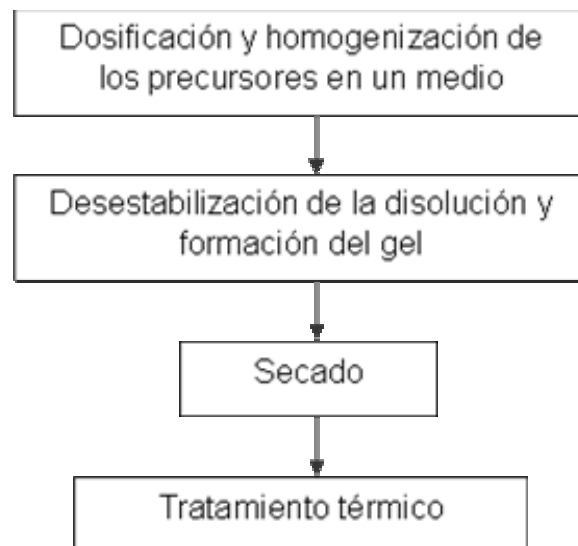 Dosificación y homogenización de
los precursores en un medio
Desestabilización de la disolución y
formación del gel
Secado
Tratamiento térmico